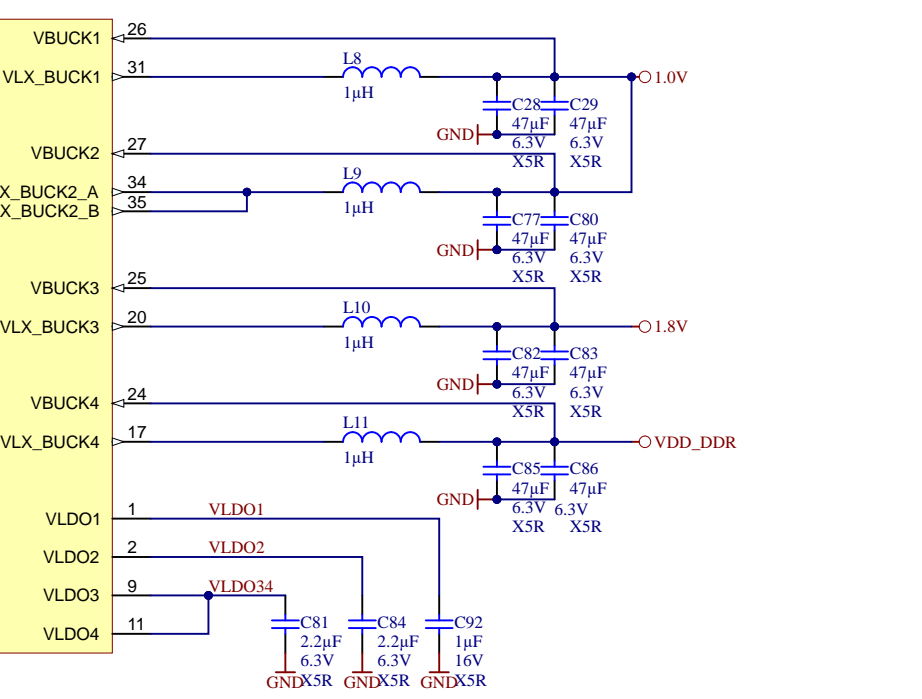 VBUCK1 26
VLX_BUCK1 31
L8
1µH
1.0V
C28
47µF
6.3V
X5R
C29
47µF
6.3V
X5R
GND
VBUCK2 27
X_BUCK2_A 34
X_BUCK2_B 35
L9
1µH
C77
47µF
6.3V
X5R
C80
47µF
6.3V
X5R
GND
VBUCK3 25
VLX_BUCK3 20
L10
1µH
1.8V
C82
47µF
6.3V
X5R
C83
47µF
6.3V
X5R
GND
VBUCK4 24
VLX_BUCK4 17
L11
1µH
VDD_DDR
C85
47µF
6.3V
X5R
C86
47µF
6.3V
X5R
GND
VLDO1 1 VLDO1
VLDO2 2 VLDO2
VLDO3 9 VLDO34
VLDO4 11
C81
2.2µF
6.3V
X5R
GND
C84
2.2µF
6.3V
X5R
GND
C92
1µF
16V
X5R
GND